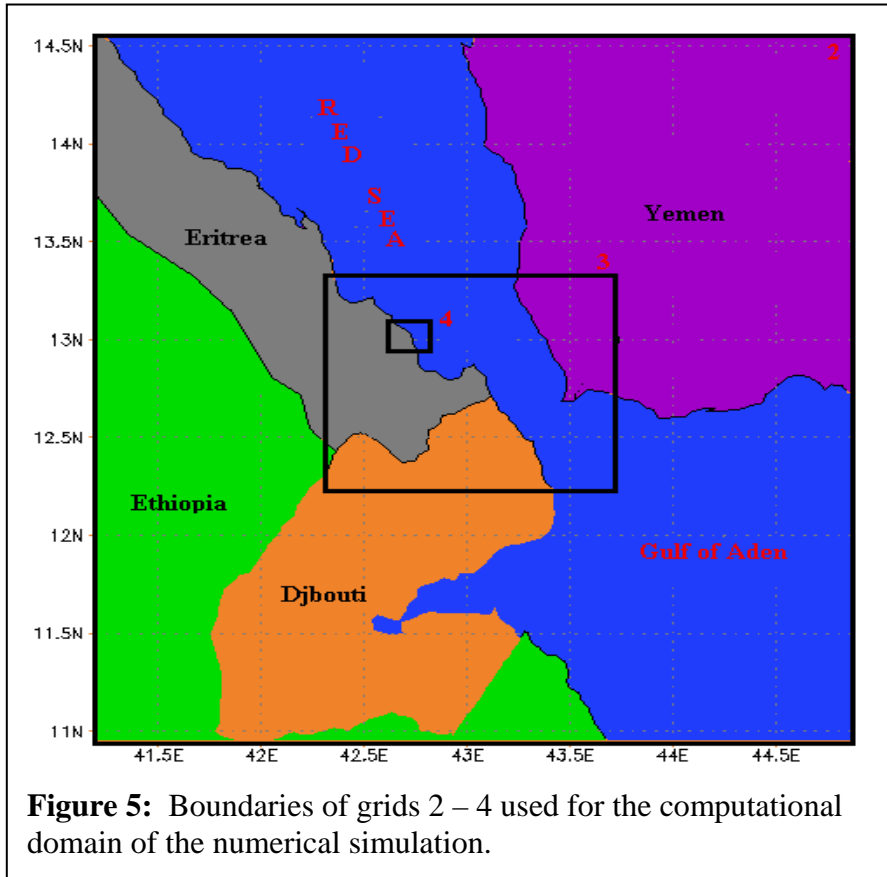 14.5N
2
R
14N
E
D
S
Yemen
E
13.5N
Eritrea
A
3
4
13N
12.5N
Ethiopia
12N
Gulf of Aden
Djbouti
11.5N
11N
41.5E 42E 42.5E 43E 43.5E 44E 44.5E
Figure 5: Boundaries of grids 2 – 4 used for the computational
domain of the numerical simulation.